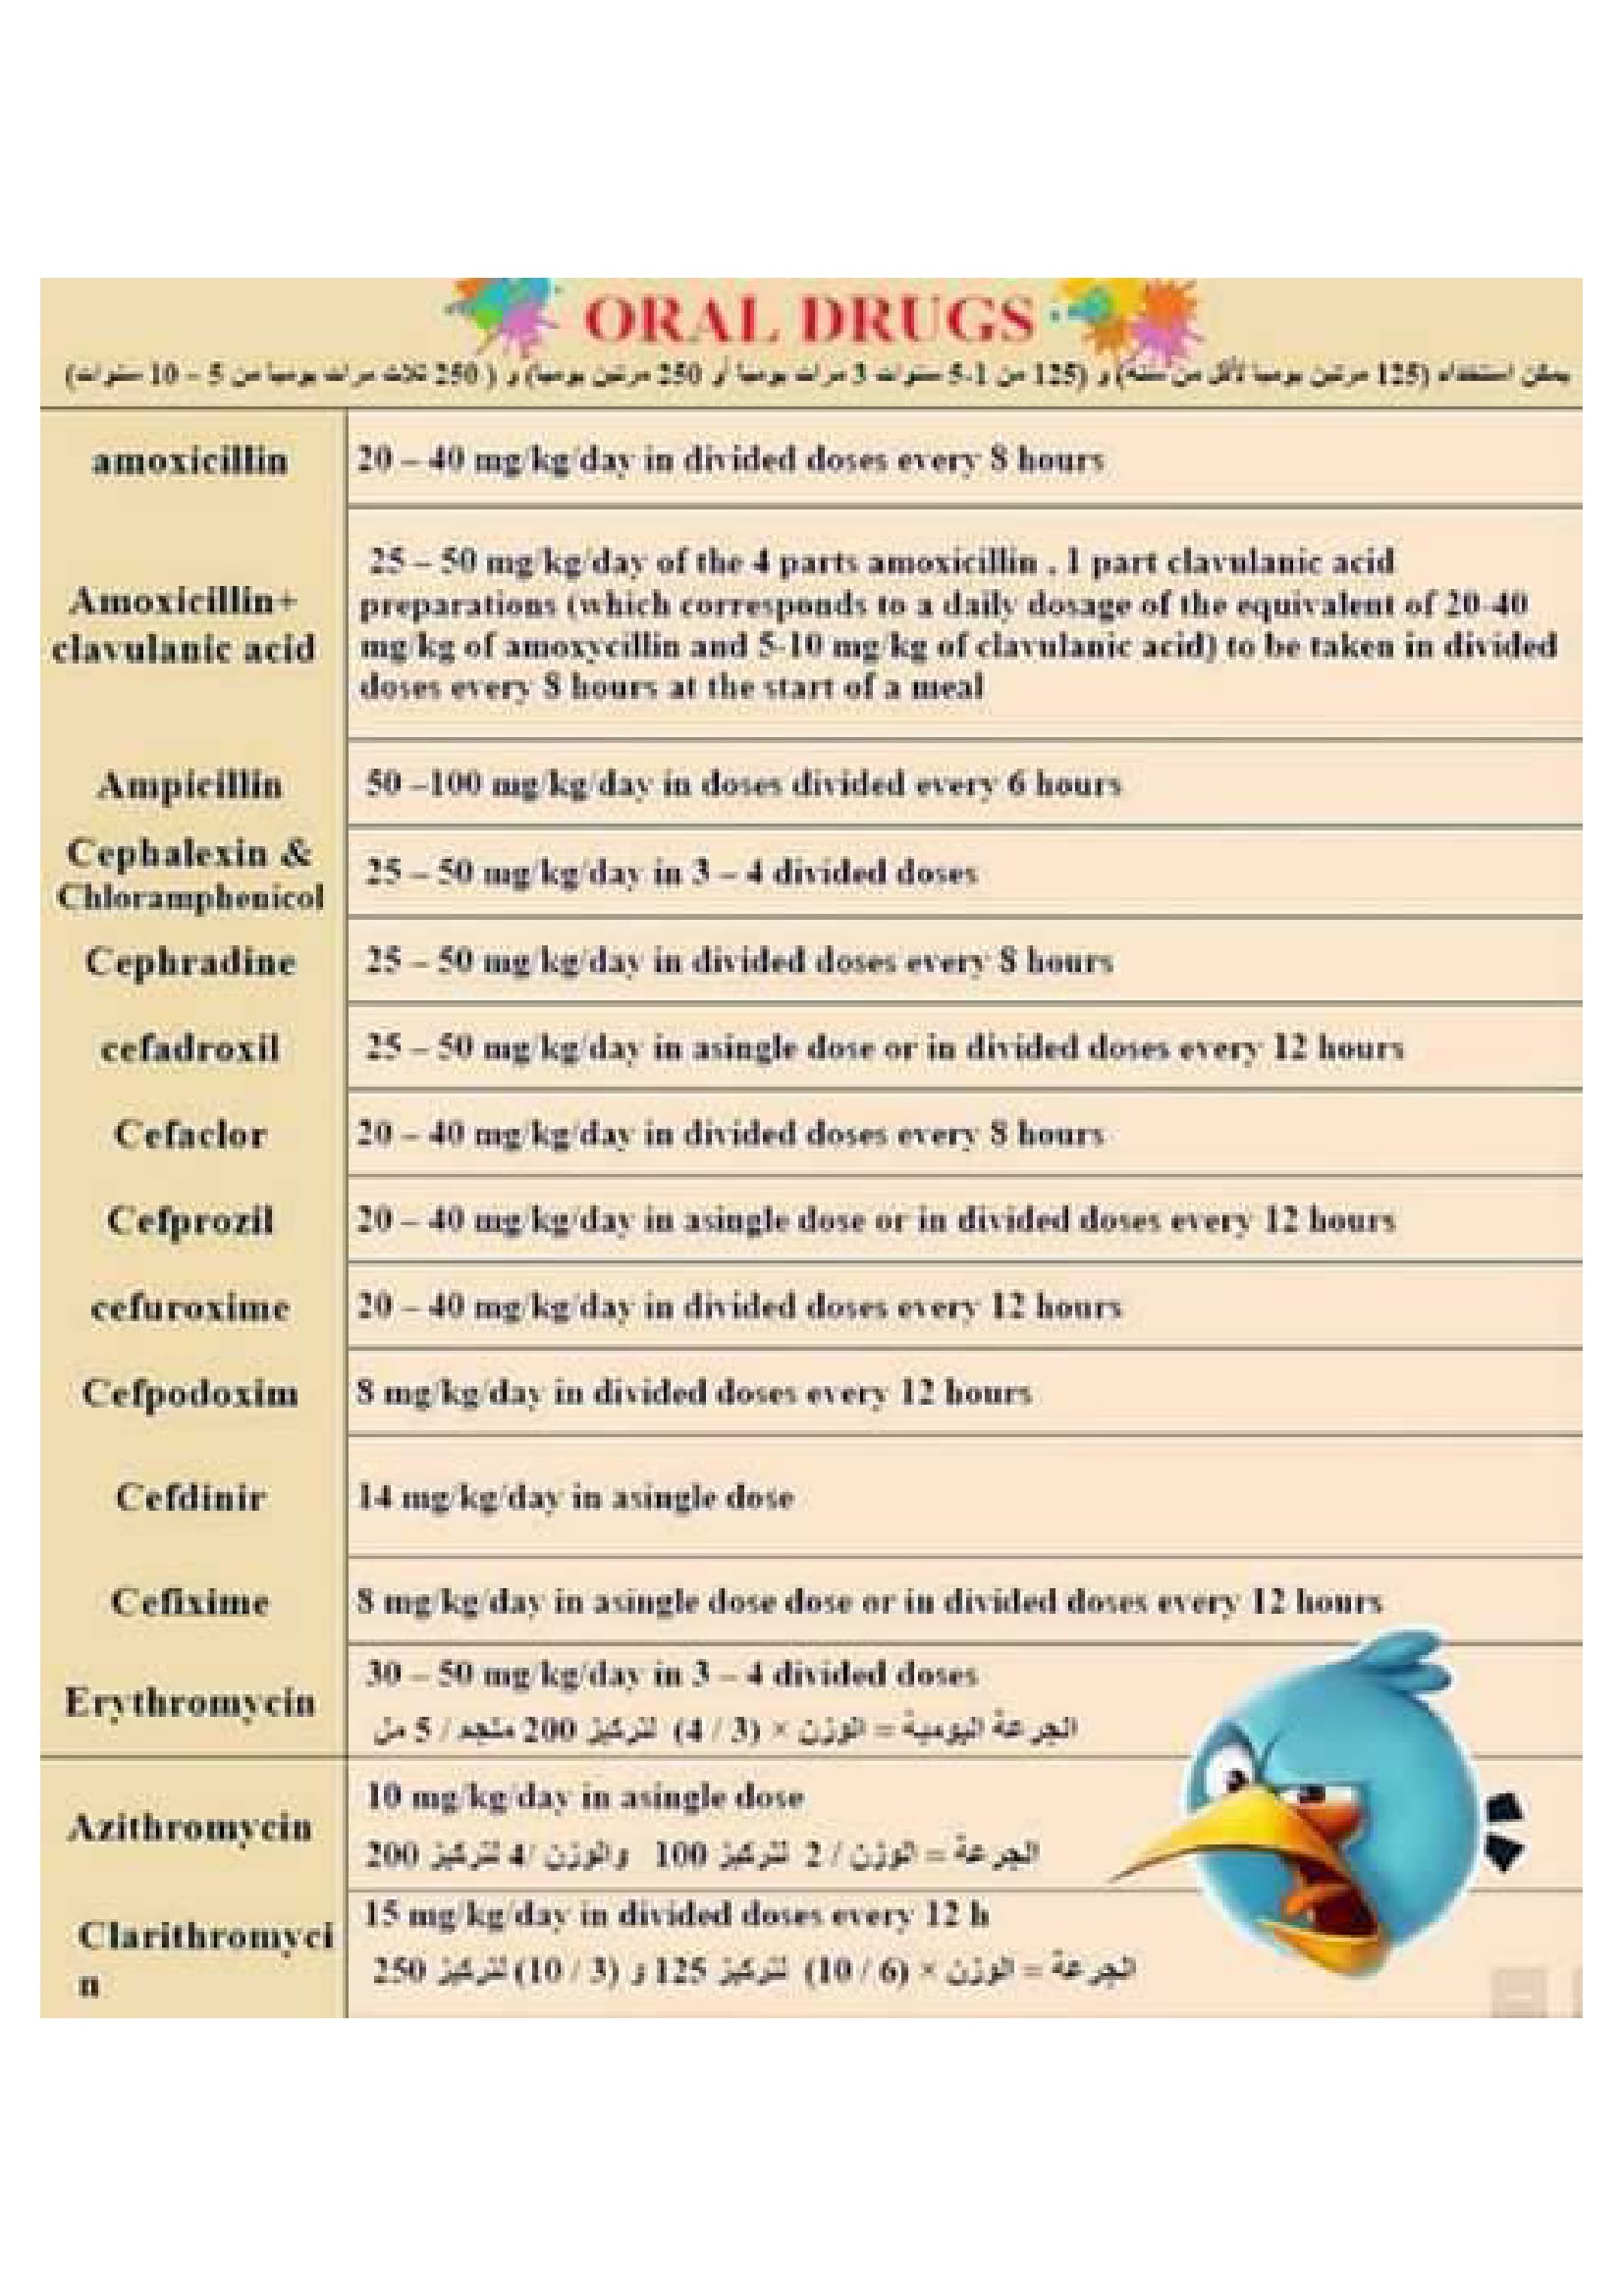 ORAL DRUGS
يمكن استخدام (125 مرتين يوميا لأقل من سنة) و (125 من 1-5 سنوات 3 مرات يوميا أو 250 مرتين يوميا) و ( 250 ثلاث مرات يوميا من 5 – 10 سنوات)
amoxicillin
20 – 40 mg/kg/day in divided doses every 8 hours
Amoxicillin+
clavulanic acid
25 – 50 mg/kg/day of the 4 parts amoxicillin , 1 part clavulanic acid
preparations (which corresponds to a daily dosage of the equivalent of 20-40
mg/kg of amoxycillin and 5-10 mg/kg of clavulanic acid) to be taken in divided
doses every 8 hours at the start of a meal
Ampicillin
50 –100 mg/kg/day in doses divided every 6 hours
Cephalexin &
Chloramphenicol
25 – 50 mg/kg/day in 3 – 4 divided doses
Cephradine
25 – 50 mg/kg/day in divided doses every 8 hours
cefadroxil
25 – 50 mg/kg/day in asingle dose or in divided doses every 12 hours
Cefaclor
20 – 40 mg/kg/day in divided doses every 8 hours
Cefprozil
20 – 40 mg/kg/day in asingle dose or in divided doses every 12 hours
cefuroxime
20 – 40 mg/kg/day in divided doses every 12 hours
Cefpodoxim
8 mg/kg/day in divided doses every 12 hours
Cefdinir
14 mg/kg/day in asingle dose
Cefixime
8 mg/kg/day in asingle dose dose or in divided doses every 12 hours
Erythromycin
30 – 50 mg/kg/day in 3 – 4 divided doses
الجرعة اليومية = الوزن × (3 / 4) لتركيز 200 ملجم / 5 مل
Azithromycin
10 mg/kg/day in asingle dose
الجرعة = الوزن / 2 لتركيز 100 والوزن /4 لتركيز 200
Clarithromyci
n
15 mg/kg/day in divided doses every 12 h
الجرعة = الوزن × (6 / 10) لتركيز 125 و (3 / 10) لتركيز 250